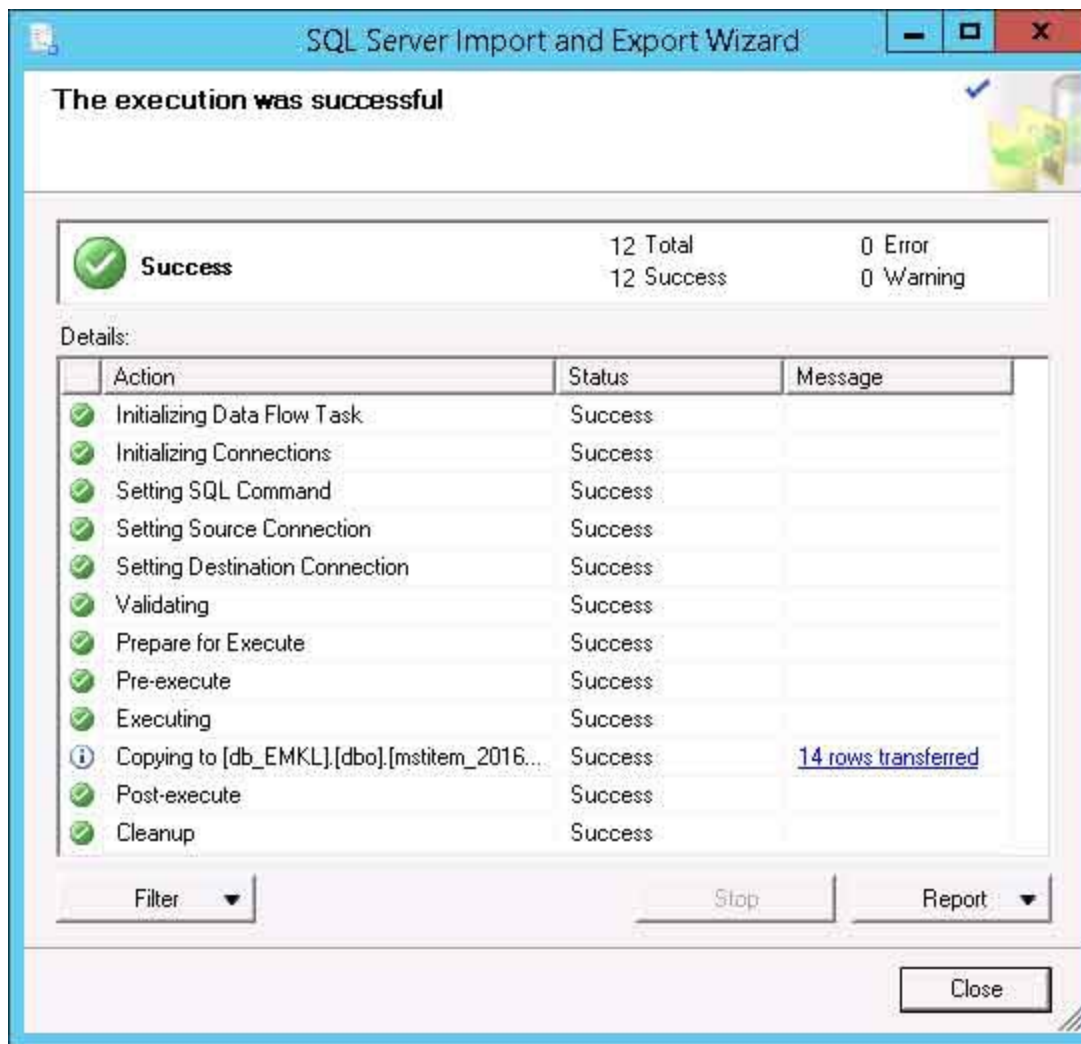 SQL Server Import and Export Wizard
The execution was successful
Success
12 Total 0 Error
12 Success 0 Warning
Details:
Action Status Message
Initializing Data Flow Task Success
Initializing Connections Success
Setting SQL Command Success
Setting Source Connection Success
Setting Destination Connection Success
Validating Success
Prepare for Execute Success
Pre-execute Success
Executing Success
Copying to [db_EMKL].[dbo].[mstitem_2016... Success 14 rows transferred
Post-execute Success
Cleanup Success
Filter Stop Report
Close